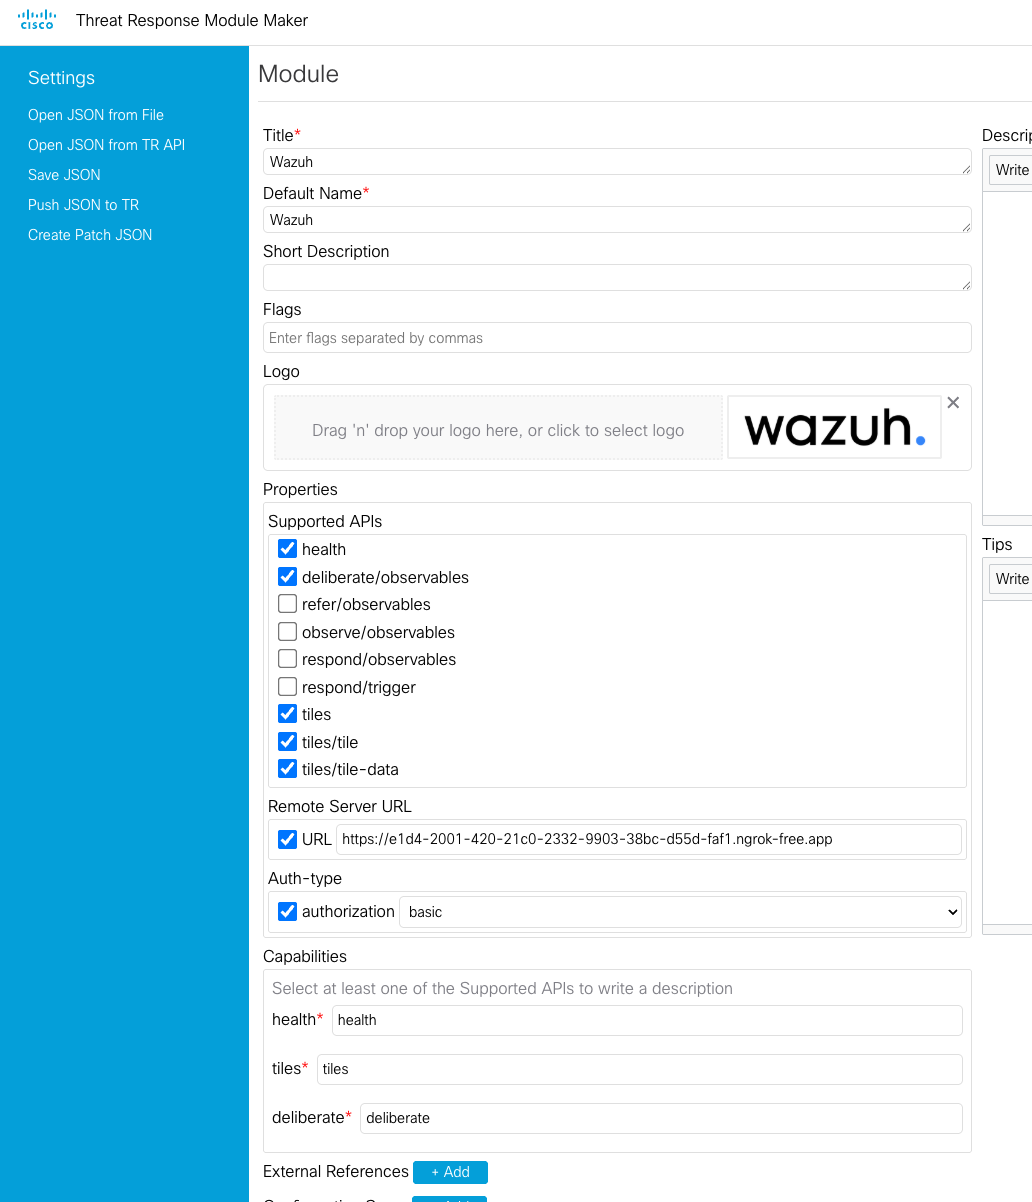 CISCO
Threat Response Module Maker
Settings
Open JSON from File
Open JSON from TR API
Save JSON
Push JSON to TR
Create Patch JSON
Module
Title*
Wazuh
Default Name*
Wazuh
Short Description
Flags
Enter flags separated by commas
Logo
Drag 'n' drop your logo here, or click to select logo
wazuh.
Properties
Supported APIs
health
deliberate/observables
refer/observables
observe/observables
respond/observables
respond/trigger
tiles
tiles/tile
tiles/tile-data
Remote Server URL
URL https://e1d4-2001-420-21c0-2332-9903-38bc-d55d-faf1.ngrok-free.app
Auth-type
authorization basic
Capabilities
Select at least one of the Supported APIs to write a description
health* health
tiles* tiles
deliberate* deliberate
External References + Add
Write
Tips
Write